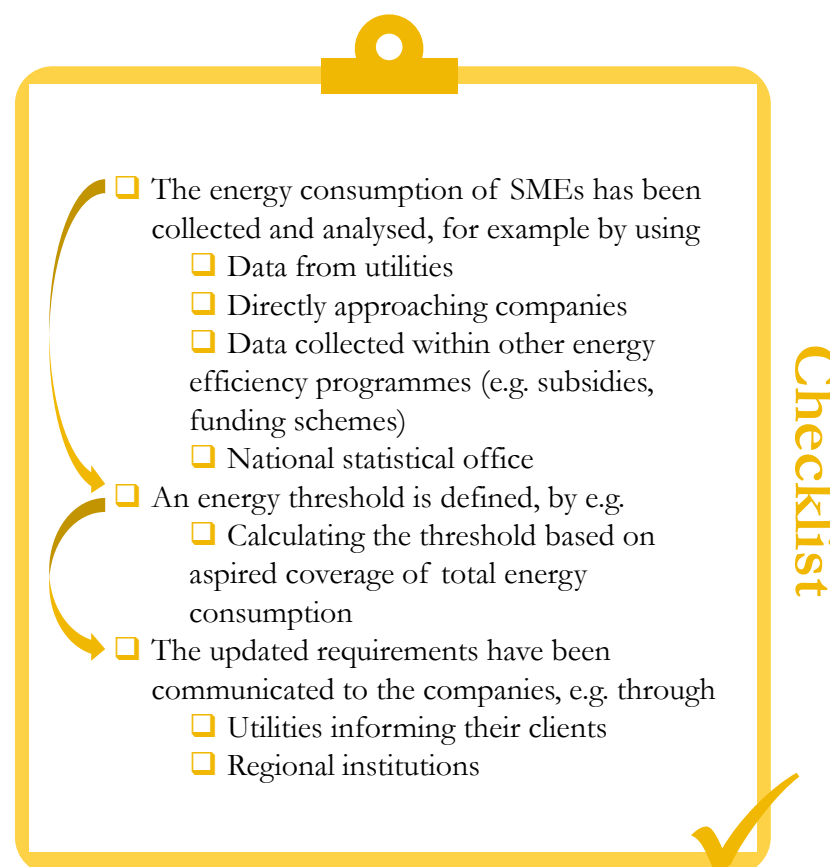 ❑ The energy consumption of SMEs has been
collected and analysed, for example by using
❑ Data from utilities
❑ Directly approaching companies
❑ Data collected within other energy
efficiency programmes (e.g. subsidies,
funding schemes)
❑ National statistical office
❑ An energy threshold is defined, by e.g.
❑ Calculating the threshold based on
aspired coverage of total energy
consumption
❑ The updated requirements have been
communicated to the companies, e.g. through
❑ Utilities informing their clients
❑ Regional institutions
Checklist